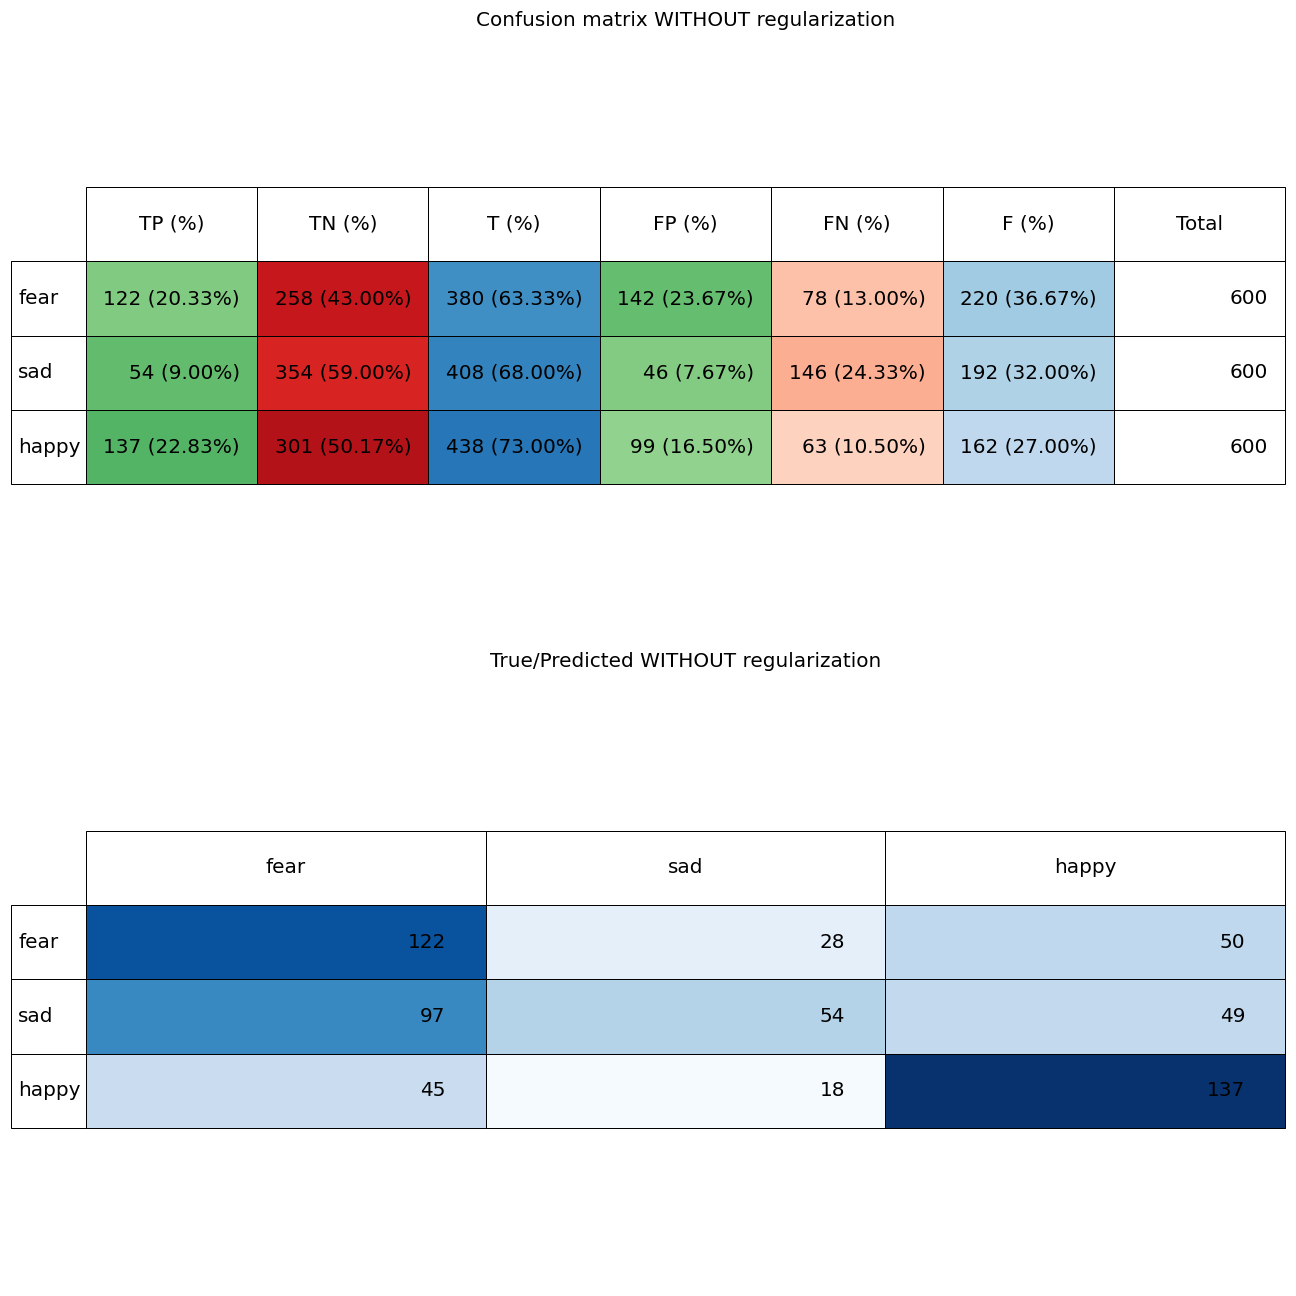 Confusion matrix WITHOUT regularization
TP (%) TN (%) T (%) FP (%) FN (%) F (%) Total
fear 122 (20.33%) 258 (43.00%) 380 (63.33%) 142 (23.67%) 78 (13.00%) 220 (36.67%) 600
sad 54 (9.00%) 354 (59.00%) 408 (68.00%) 46 (7.67%) 146 (24.33%) 192 (32.00%) 600
happy 137 (22.83%) 301 (50.17%) 438 (73.00%) 99 (16.50%) 63 (10.50%) 162 (27.00%) 600
True/Predicted WITHOUT regularization
fear sad happy
fear 122 28 50
sad 97 54 49
happy 45 18 137